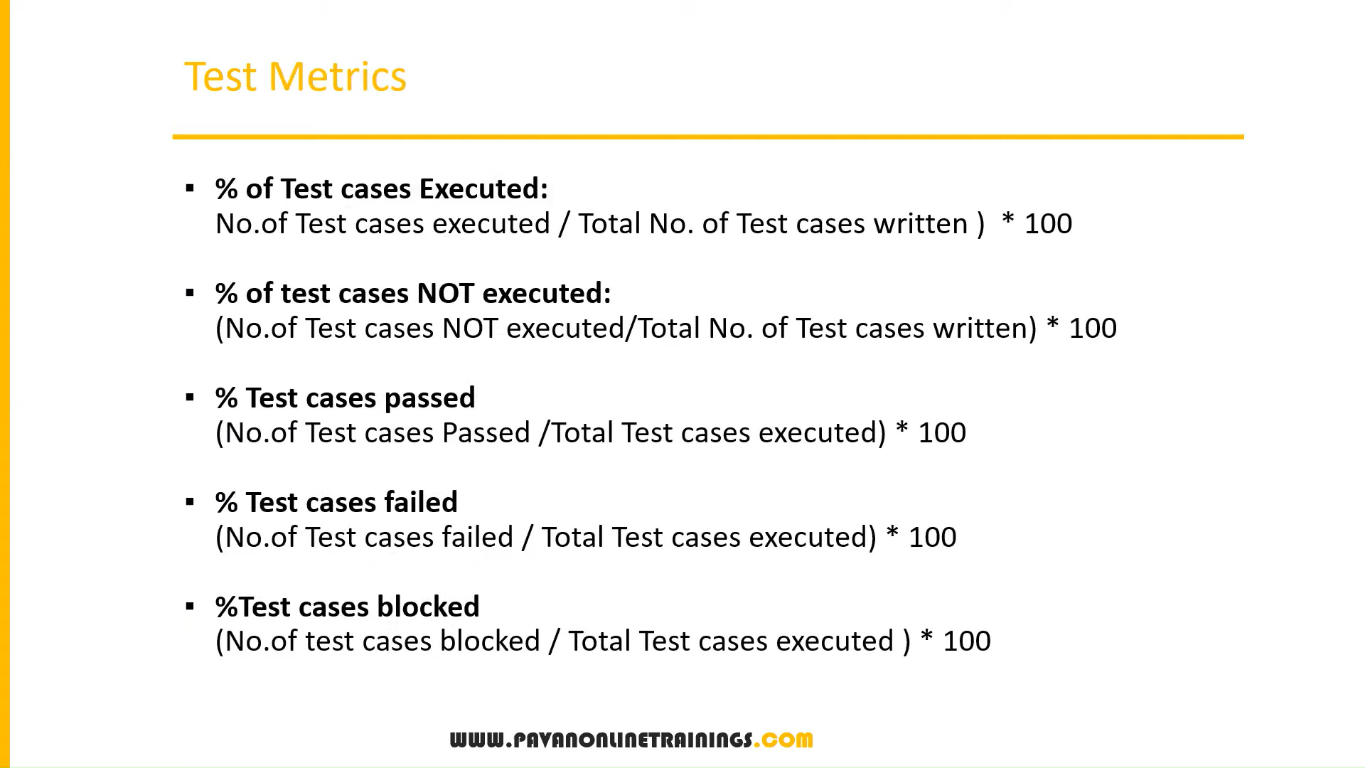 Test Metrics
▪ % of Test cases Executed:
No.of Test cases executed / Total No. of Test cases written ) * 100
▪ % of test cases NOT executed:
(No.of Test cases NOT executed/Total No. of Test cases written) * 100
▪ % Test cases passed
(No.of Test cases Passed /Total Test cases executed) * 100
▪ % Test cases failed
(No.of Test cases failed / Total Test cases executed) * 100
▪ %Test cases blocked
(No.of test cases blocked / Total Test cases executed ) * 100
WWW.PAVANONLINETRAININGS.COM